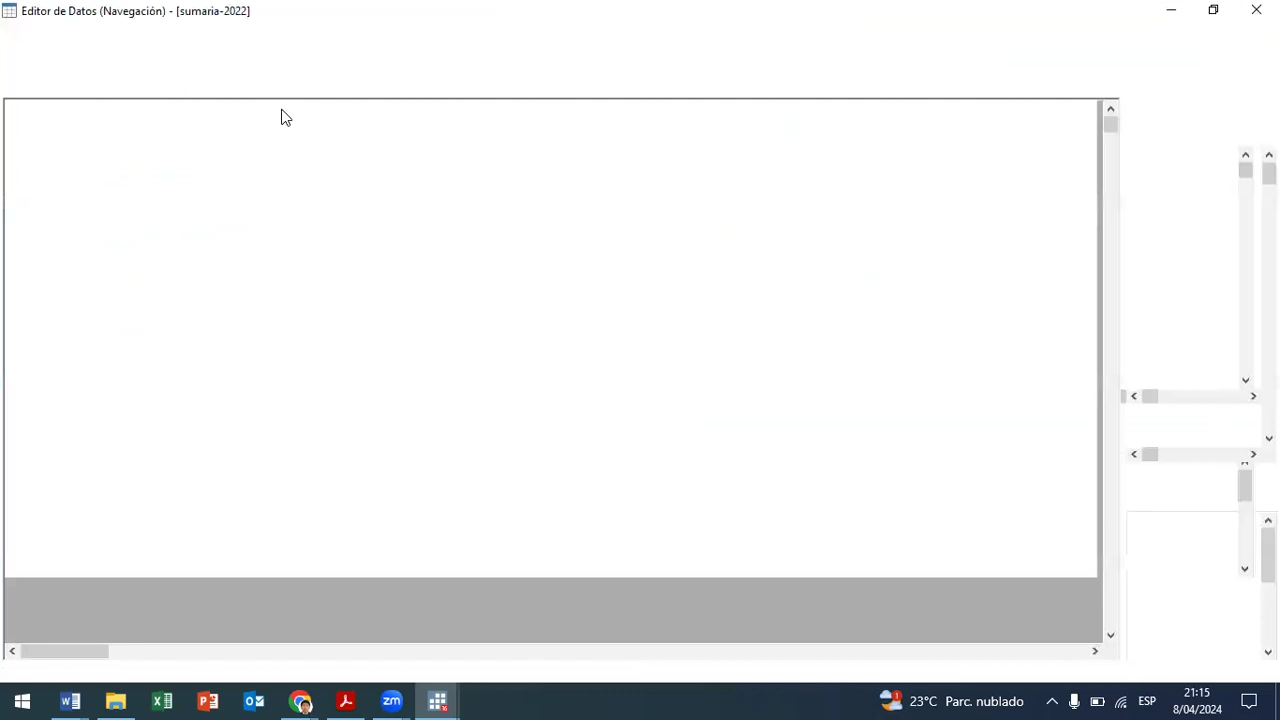 Editor de Datos (Navegación) - [sumaria-2022]
23°C Parc. nublado
ESP
21:15
8/04/2024